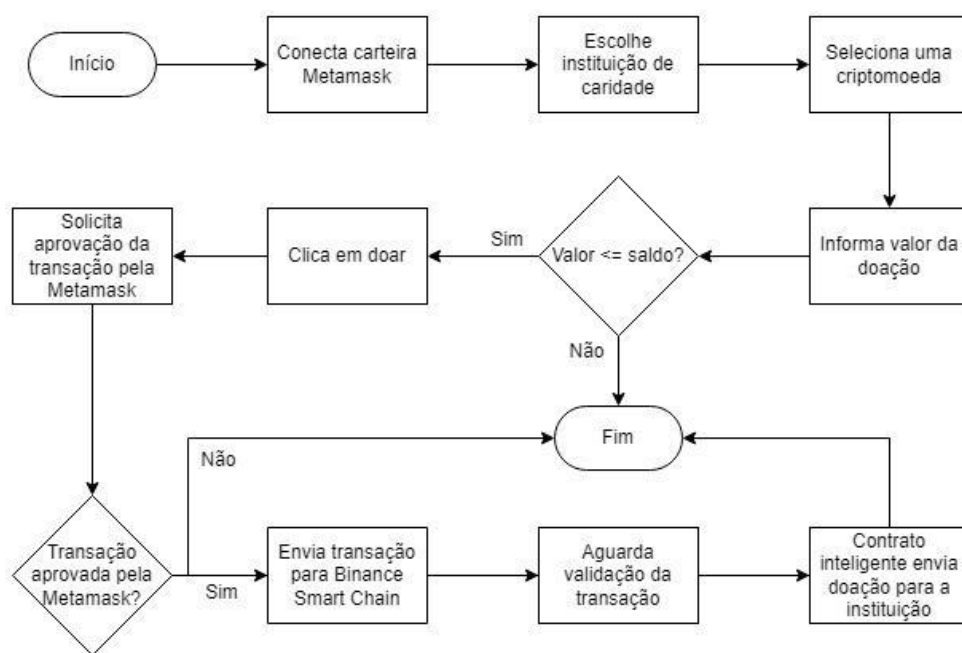 Início
Conecta carteira
Metamask
Escolhe
instituição de
caridade
Seleciona uma
criptomoeda
Informa valor da
doação
Valor <= saldo?
Sim
Não
Clica em doar
Solicita
aprovação da
transação pela
Metamask
Transação
aprovada pela
Metamask?
Não
Sim
Envia transação
para Binance
Smart Chain
Aguarda
validação da
transação
Contrato
inteligente envia
doação para a
instituição
Fim